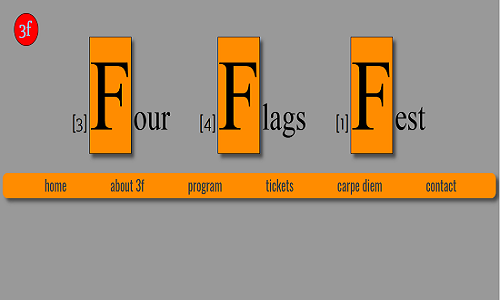 3f
[3] Four [4] Flags [1] Fest
home about 3f program tickets carpe diem contact